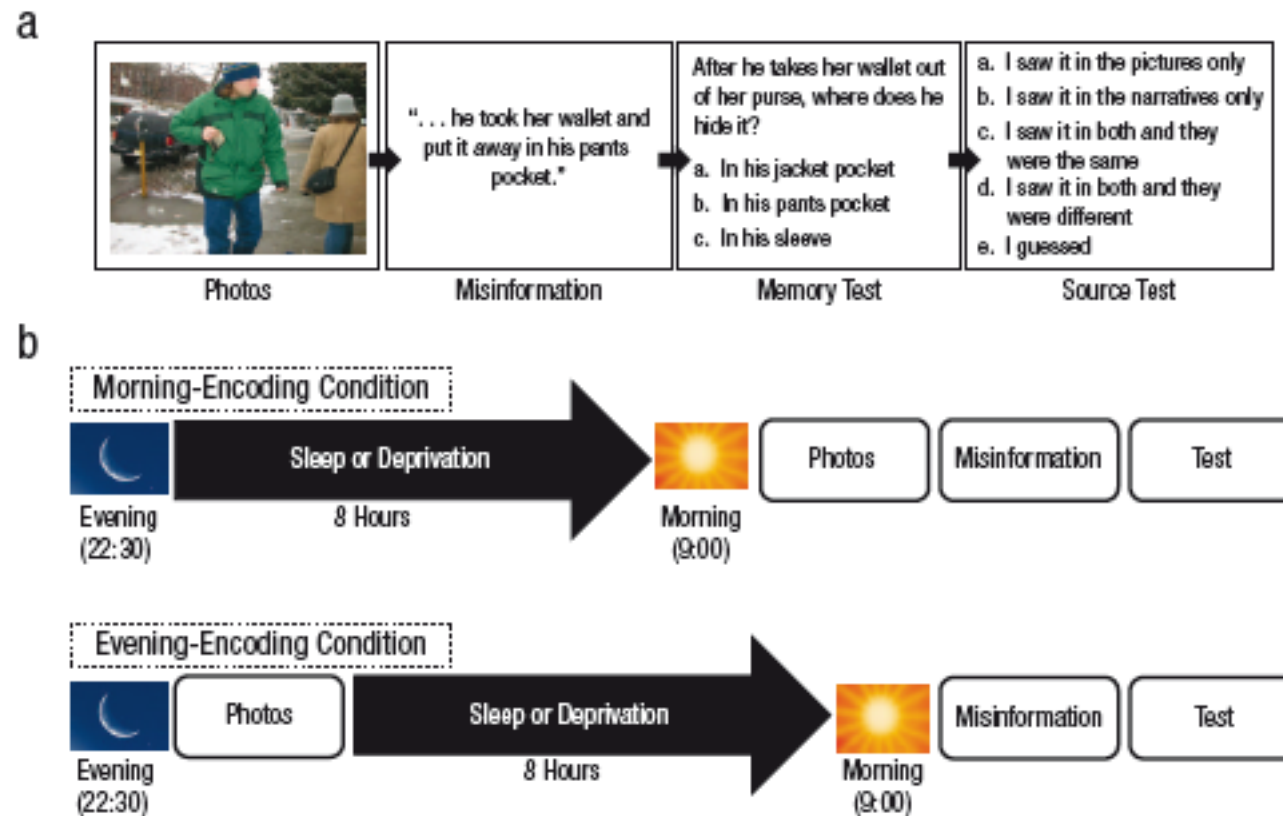 a
". . . he took her wallet and
put it away in his pants
pocket."
After he takes her wallet out
of her purse, where does he
hide it?
a. In his jacket pocket
b. In his pants pocket
c. In his sleeve
a. I saw it in the pictures only
b. I saw it in the narratives only
c. I saw it in both and they
were the same
d. I saw it in both and they
were different
e. I guessed
Photos
Misinformation
Memory Test
Source Test
b
Morning-Encoding Condition
Sleep or Deprivation
Photos
Misinformation
Test
Evening
(22:30)
8 Hours
Morning
(9:00)
Evening-Encoding Condition
Photos
Sleep or Deprivation
Misinformation
Test
Evening
(22:30)
8 Hours
Morning
(9:00)